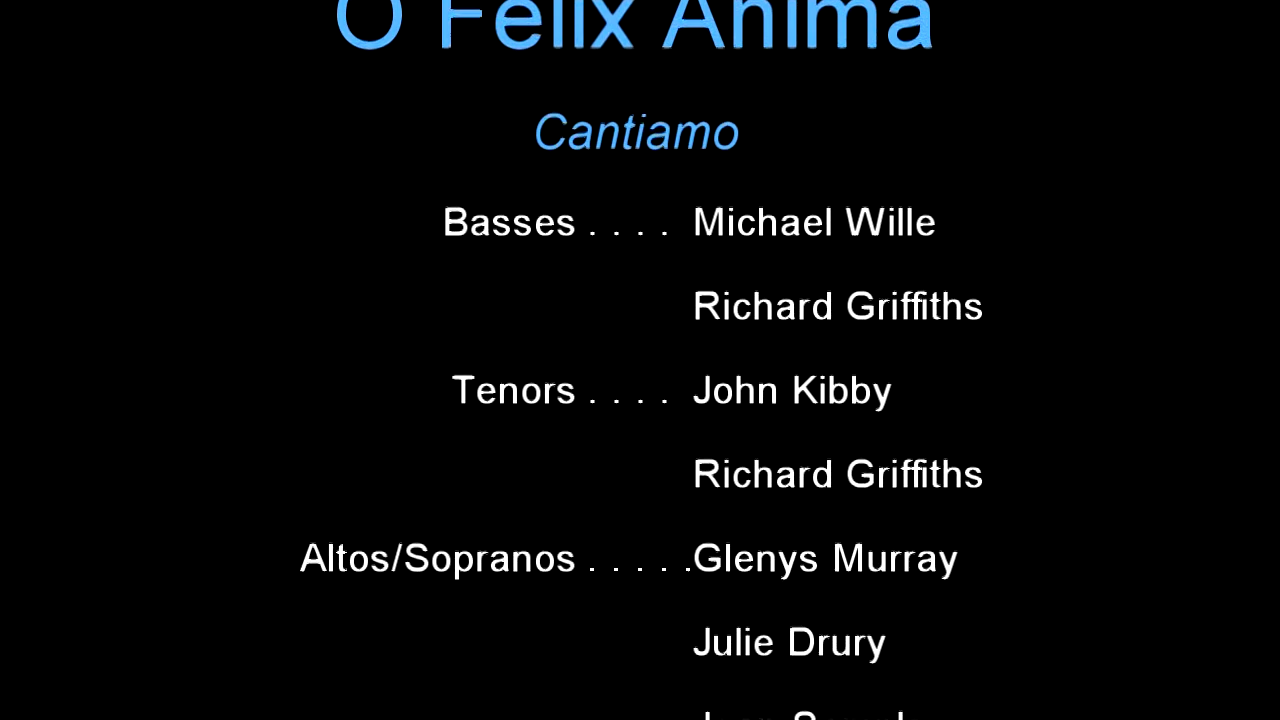 O Felix Anima
Cantiamo
Basses . . . . Michael Wille
Richard Griffiths
Tenors . . . . John Kibby
Richard Griffiths
Altos/Sopranos . . . . .Glenys Murray
Julie Drury